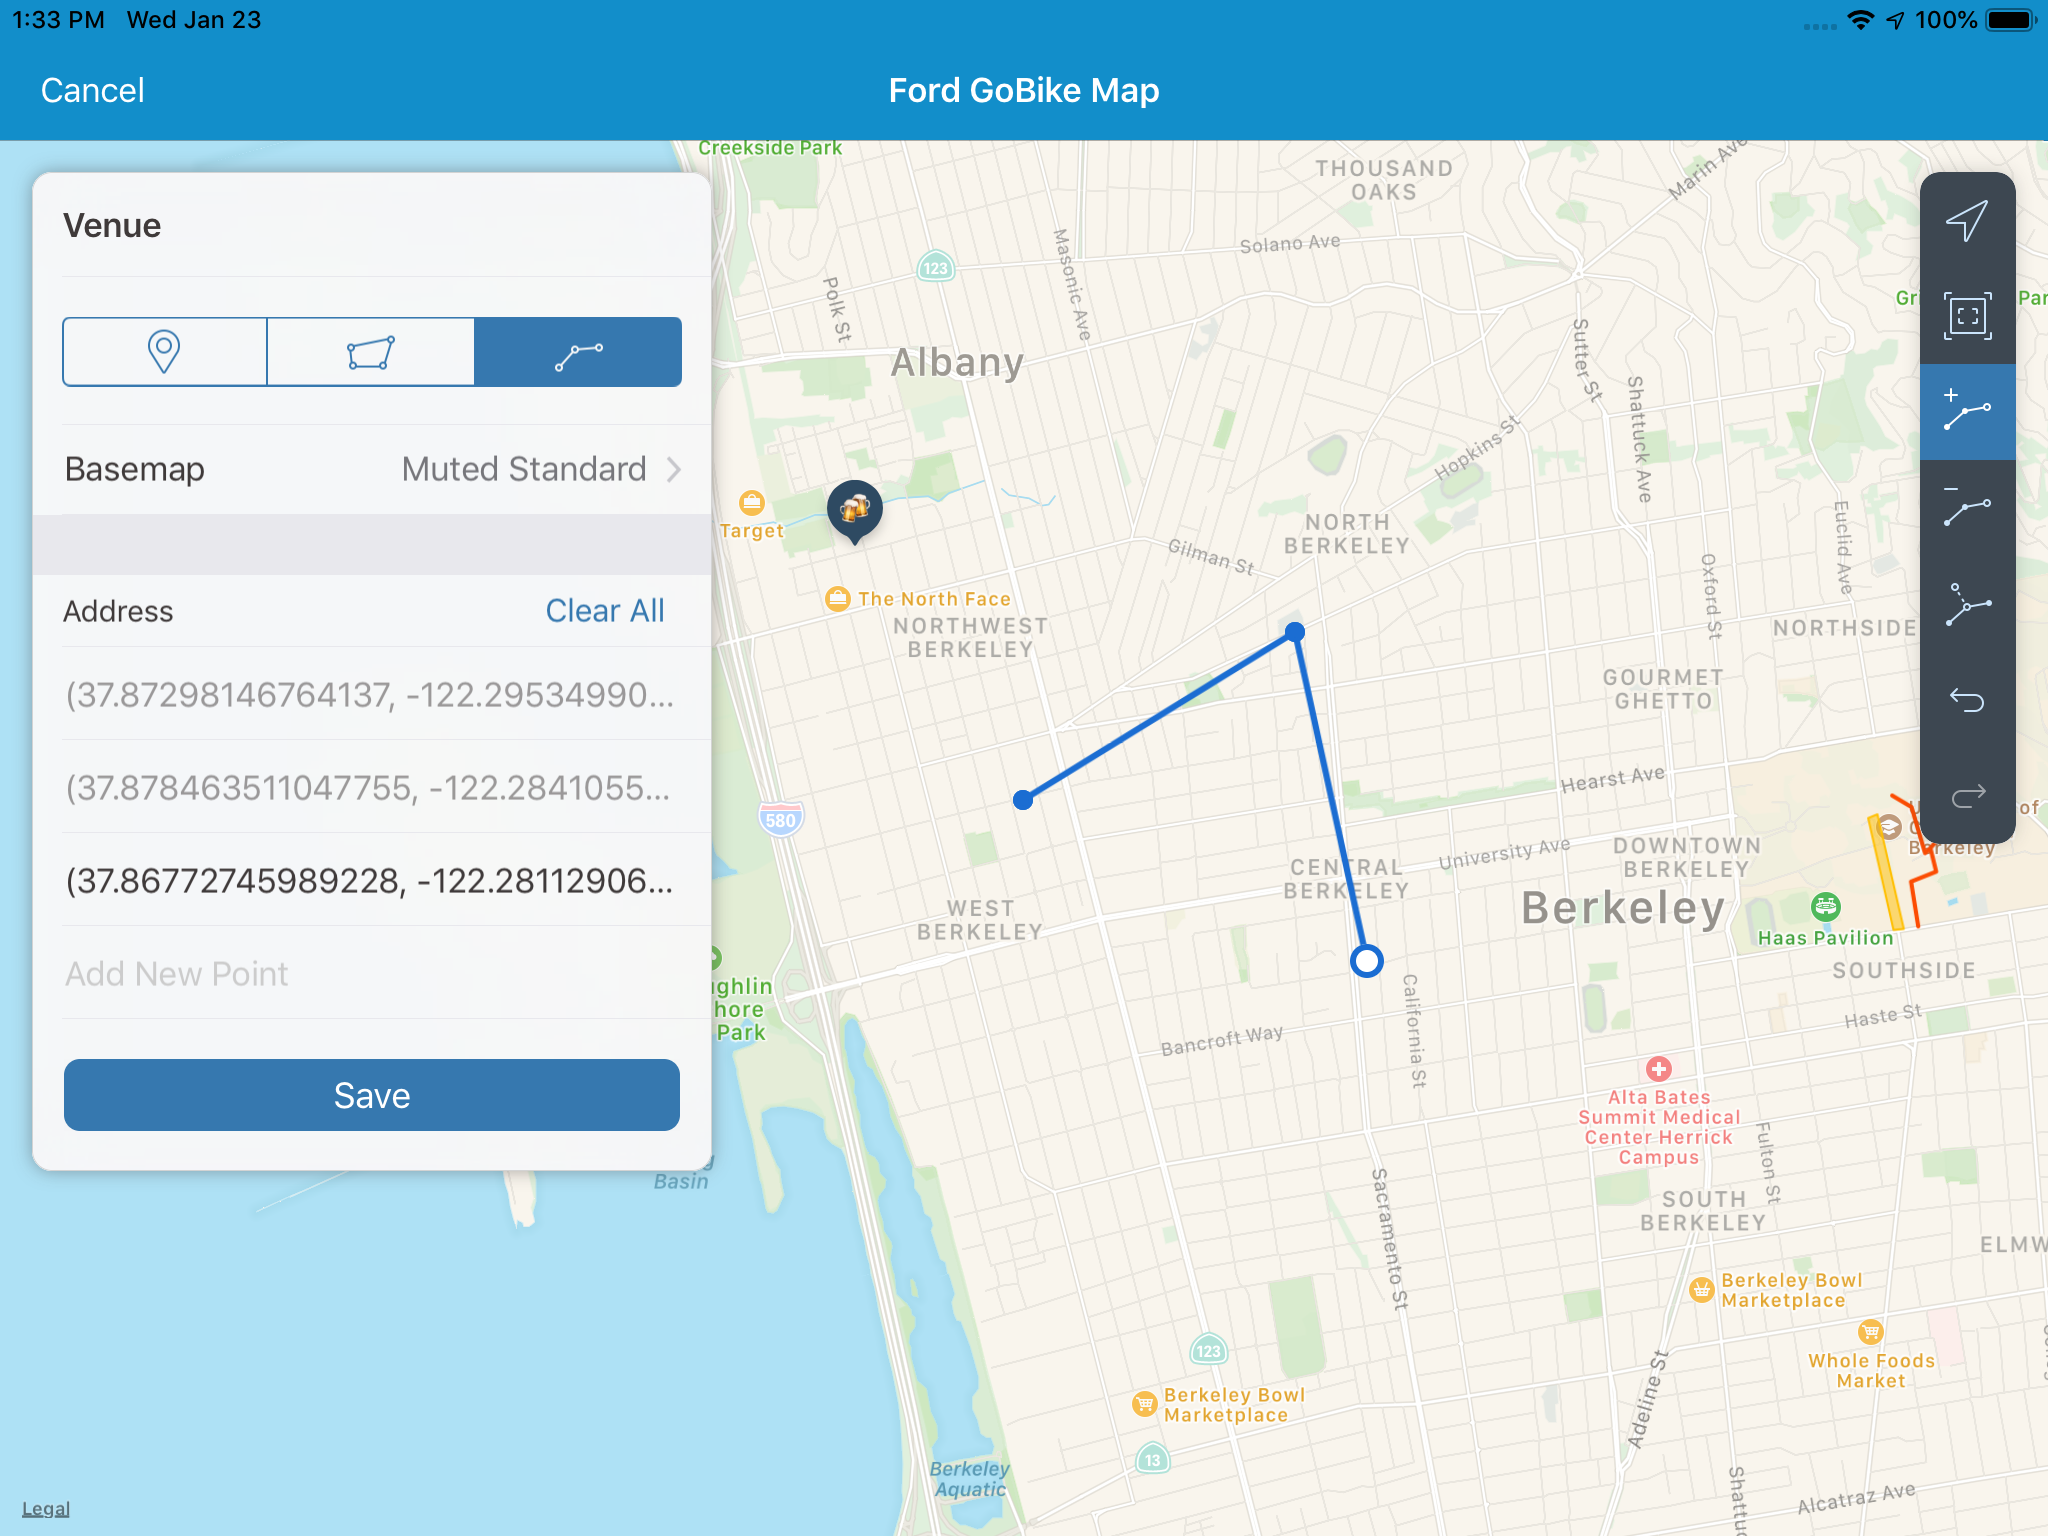 1:33 PM Wed Jan 23
100%
Cancel
Ford GoBike Map
Venue
Basemap
Muted Standard
Address
Clear All
(37.87298146764137, -122.29534990...
(37.878463511047755, -122.2841055...
(37.86772745989228, -122.28112906...
Add New Point
Save
Creekside Park
THOUSAND
OAKS
Marin Ave
Solano Ave
123
Masonic Ave
Polk St
Albany
Sutter St
Shattuck Ave
Hopkins St
Target
NORTH
BERKELEY
Gilman St
Euclid Ave
Oxford St
The North Face
NORTHWEST
BERKELEY
NORTHSIDE
GOURMET
GHETTO
Hearst Ave
580
Berkeley
University Ave
CENTRAL
BERKELEY
DOWNTOWN
BERKELEY
WEST
BERKELEY
Berkeley
Haas Pavilion
SOUTHSIDE
Park
California St
Haste St
Bancroft Way
Alta Bates
Summit Medical
Center Herrick
Campus
Fulton St
Basin
Sacramento St
SOUTH
BERKELEY
ELMW
Berkeley Bowl
Marketplace
123
Whole Foods
Market
Adeline St
Berkeley Bowl
Marketplace
13
Berkeley
Aquatic
Alcatraz Ave
Legal